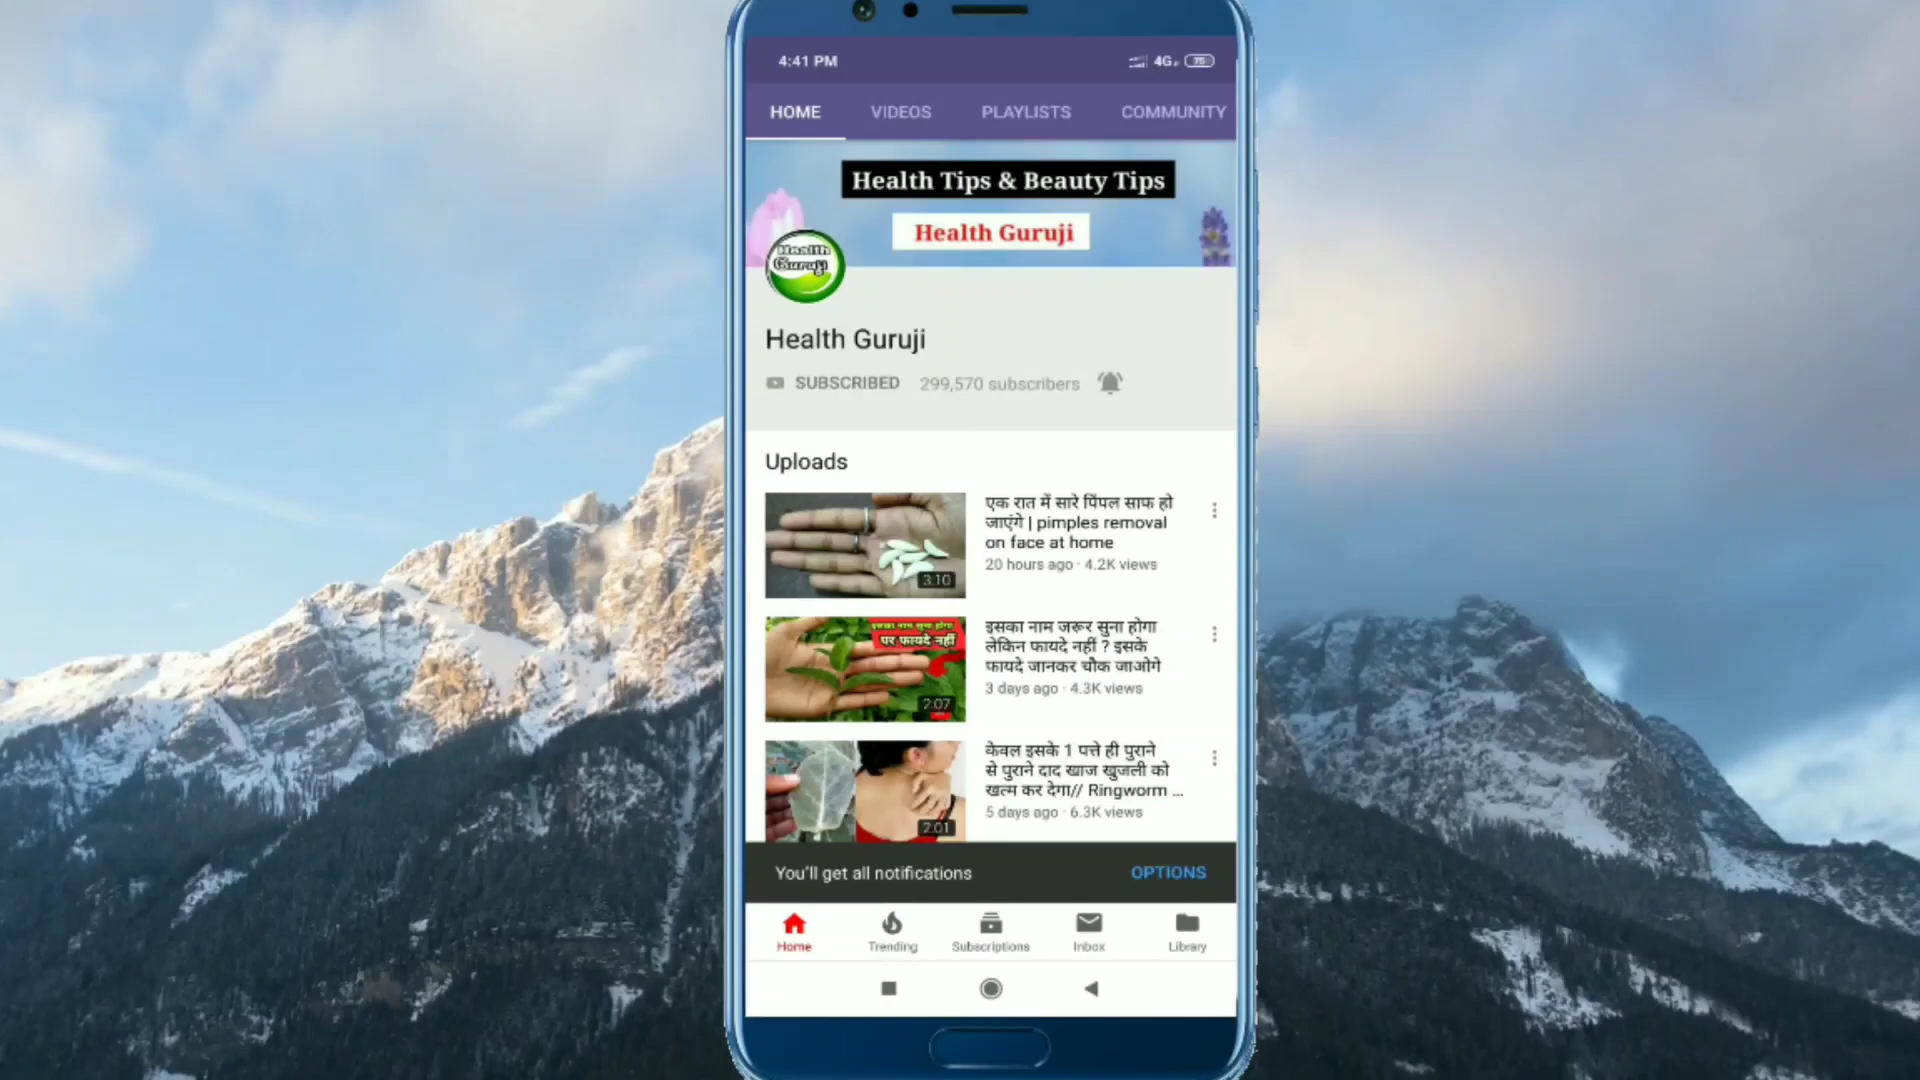 4:41 PM
4G
75
HOME VIDEOS PLAYLISTS COMMUNITY
Health Tips & Beauty Tips
Health Guruji
Health
Guruji
Health Guruji
SUBSCRIBED 299,570 subscribers
Uploads
एक रात में सारे पिंपल साफ हो
जाएंगे | pimples removal
on face at home
20 hours ago · 4.2K views
3:10
इसका नाम सुना होगा
पर फायदे नहीं
इसका नाम जरूर सुना होगा
लेकिन फायदे नहीं ? इसके
फायदे जानकर चौक जाओगे
3 days ago · 4.3K views
2:07
केवल इसके 1 पत्ते ही पुराने
से पुराने दाद खाज खुजली को
खत्म कर देगा// Ringworm ...
5 days ago · 6.3K views
2:01
You'll get all notifications OPTIONS
Home Trending Subscriptions Inbox Library